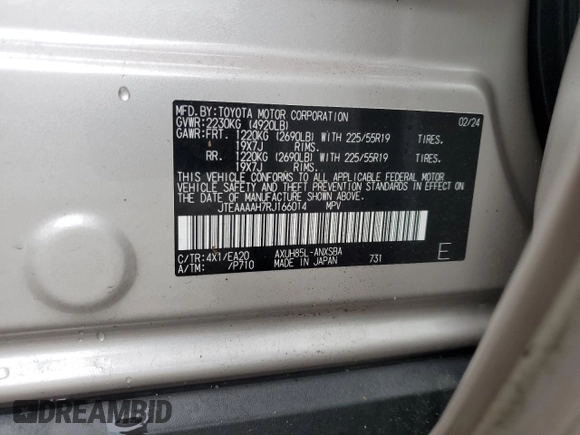 MFD.BY:TOYOTA MOTOR CORPORATION 02/24
GVWR:2230KG (4920LB)
GAWR:FRT. 1220KG (2690LB) WITH 225/55R19 TIRES.
19X7J RIMS.
RR. 1220KG (2690LB) WITH 225/55R19 TIRES.
19X7J RIMS.
THIS VEHICLE CONFORMS TO ALL APPLICABLE FEDERAL MOTOR
VEHICLE SAFETY AND THEFT PREVENTION STANDARDS IN EFFECT ON
THE DATE OF MANUFACTURE SHOWN ABOVE.
JTEAAAAH7RJ166014 MPV
C/TR:4X1/EA20 AXUH85L-ANXSBA
A/TM: /P710 MADE IN JAPAN 731 E
DREAMBID